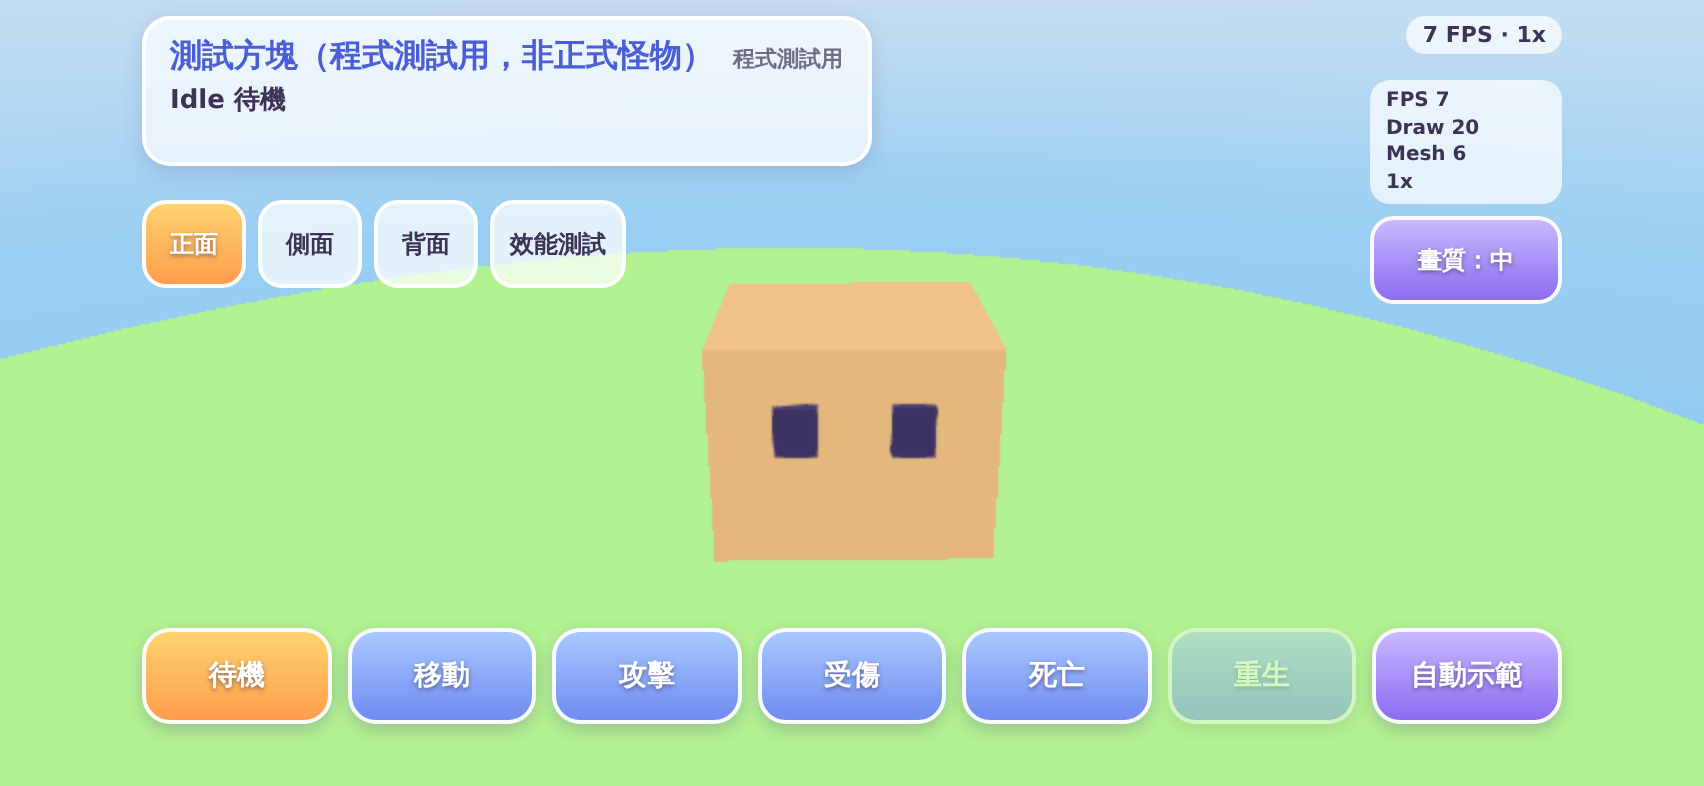 測試方塊（程式測試用，非正式怪物） 程式測試用
Idle 待機
7 FPS · 1x
FPS 7
Draw 20
Mesh 6
1x
正面 側面 背面 效能測試
畫質：中
待機 移動 攻擊 受傷 死亡 重生 自動示範